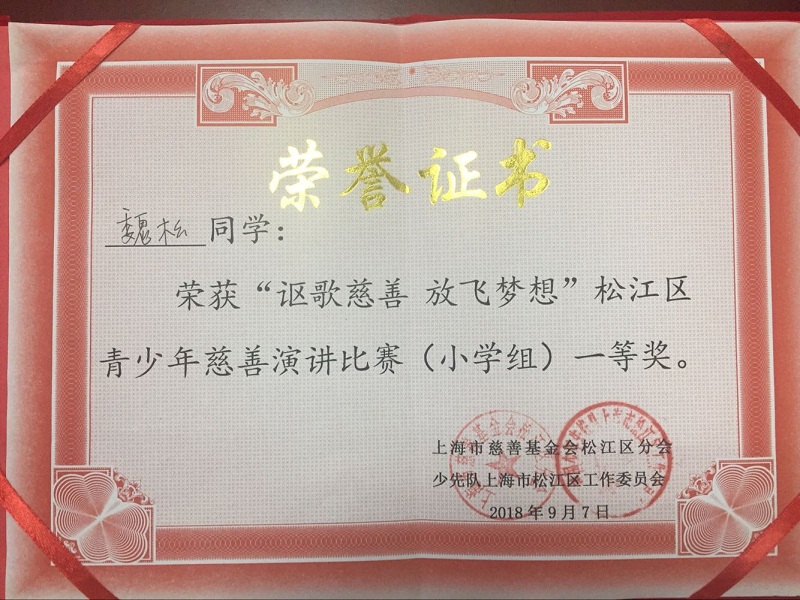 荣誉证书
魏松同学：
荣获“讴歌慈善 放飞梦想”松江区
青少年慈善演讲比赛（小学组）一等奖。
上海市慈善基金会松江区分会
少先队上海市松江区工作委员会
2018年9月7日